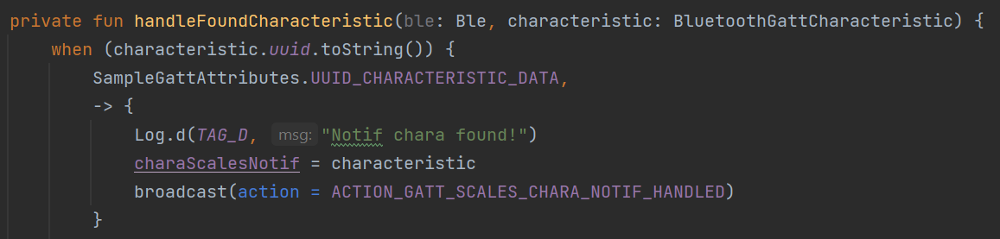 private fun handleFoundCharacteristic(ble: Ble, characteristic: BluetoothGattCharacteristic) {
when (characteristic.uuid.toString()) {
SampleGattAttributes.UUID_CHARACTERISTIC_DATA,
-> {
Log.d(TAG_D, msg: "Notif chara found!")
charaScalesNotif = characteristic
broadcast(action = ACTION_GATT_SCALES_CHARA_NOTIF_HANDLED)
}